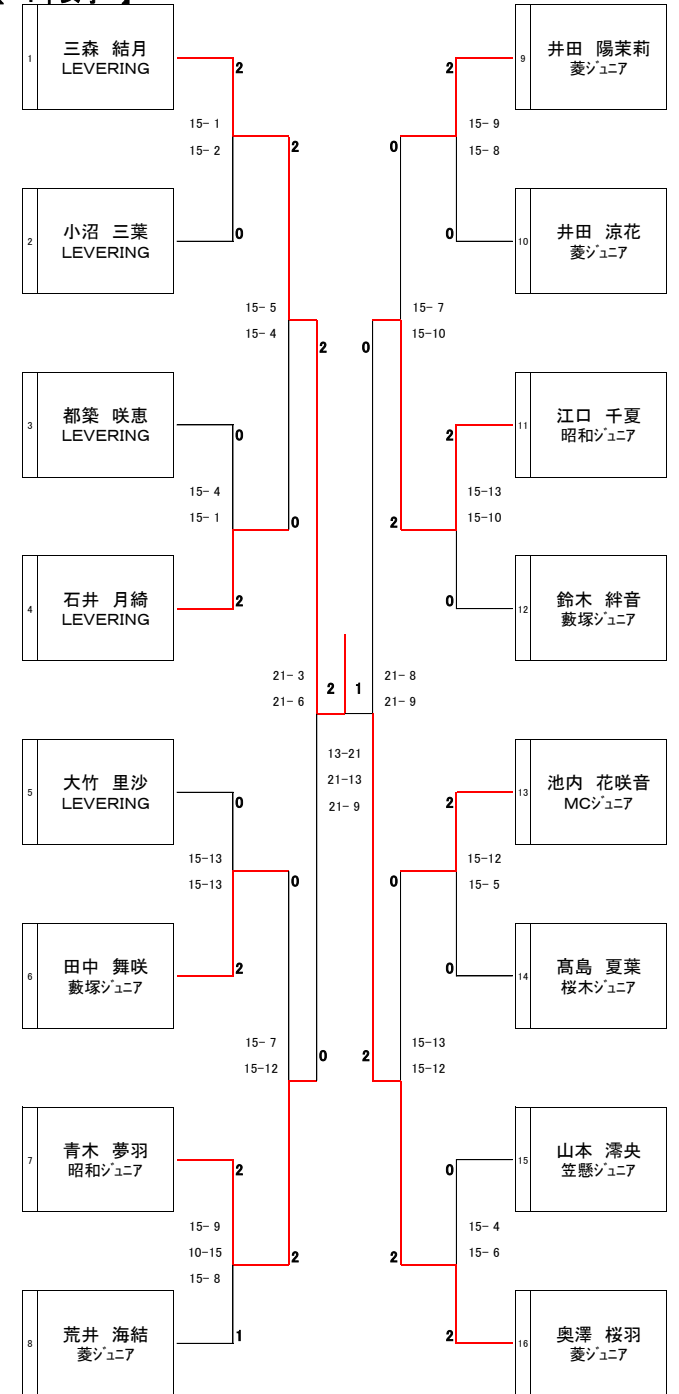 1
三森 結月
LEVERING
2
15- 1
15- 2
2
2
小沼 三葉
LEVERING
0
15- 5
15- 4
2
3
都築 咲恵
LEVERING
0
15- 4
15- 1
0
4
石井 月綺
LEVERING
2
21- 3
21- 6
2
5
大竹 里沙
LEVERING
0
15-13
15-13
0
6
田中 舞咲
藪塚ジュニア
2
15- 7
15-12
0
7
青木 夢羽
昭和ジュニア
2
15- 9
10-15
15- 8
2
8
荒井 海結
菱ジュニア
1
13-21
21-13
21- 9
9
井田 陽茉莉
菱ジュニア
2
15- 9
15- 8
0
10
井田 涼花
菱ジュニア
0
15- 7
15-10
0
11
江口 千夏
昭和ジュニア
2
15-13
15-10
2
12
鈴木 絆音
藪塚ジュニア
0
1
21- 8
21- 9
13
池内 花咲音
MCジュニア
2
15-12
15- 5
0
14
髙島 夏葉
桜木ジュニア
0
15-13
15-12
2
15
山本 澪央
笠懸ジュニア
0
15- 4
15- 6
2
16
奥澤 桜羽
菱ジュニア
2